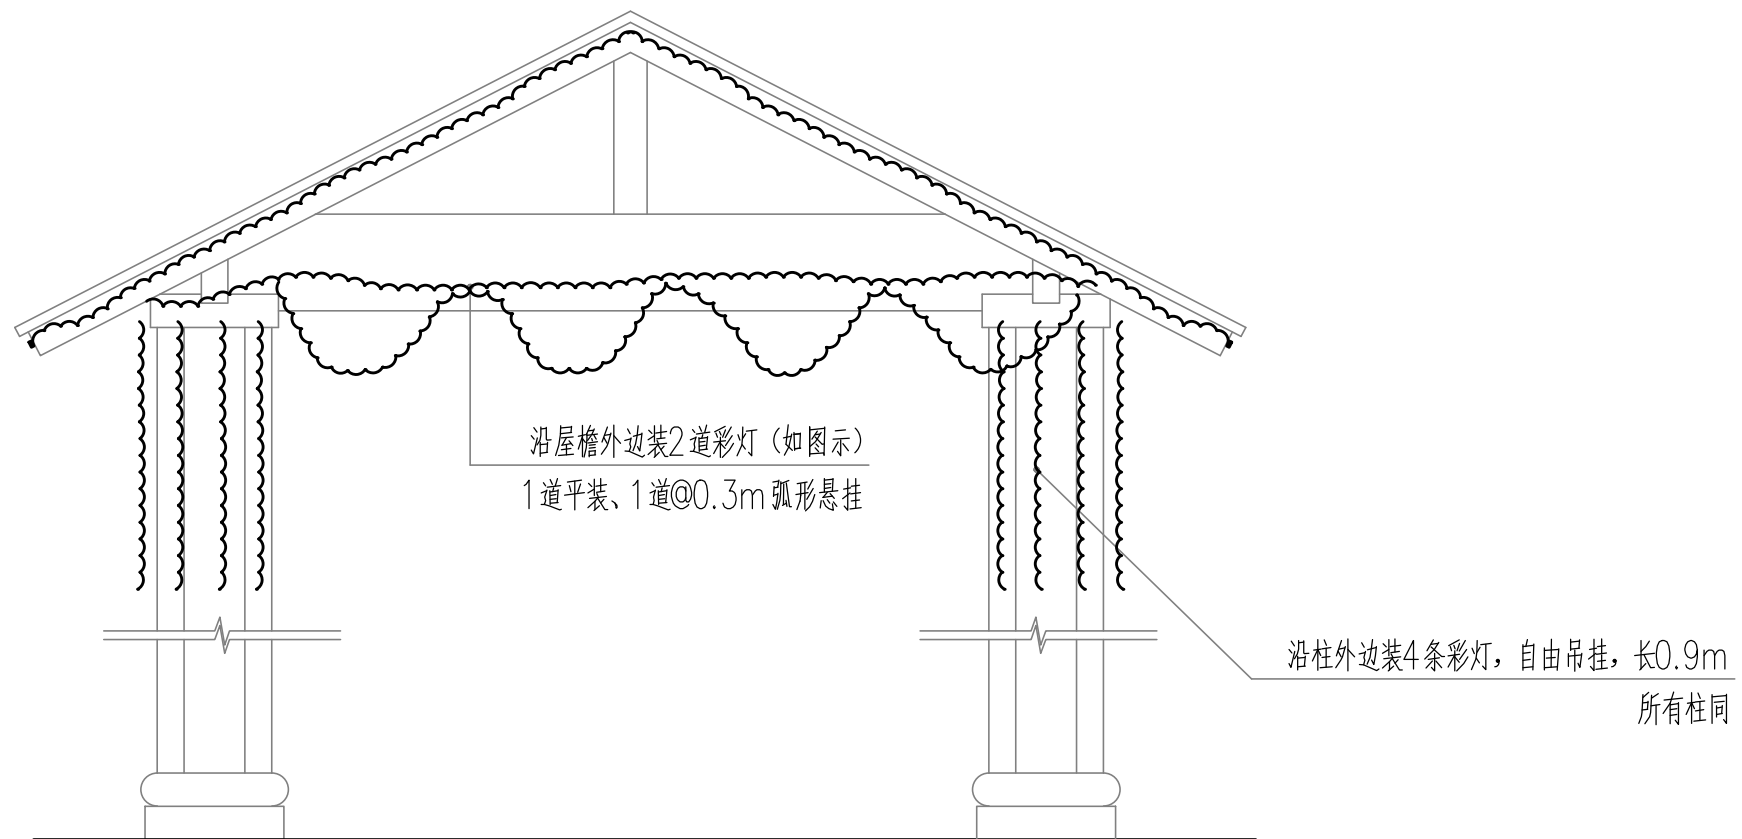 沿屋檐外边装2道彩灯（如图示）
1道平装、1道@0.3m弧形悬挂
沿柱外边装4条彩灯，自由吊挂，长0.9m
所有柱同